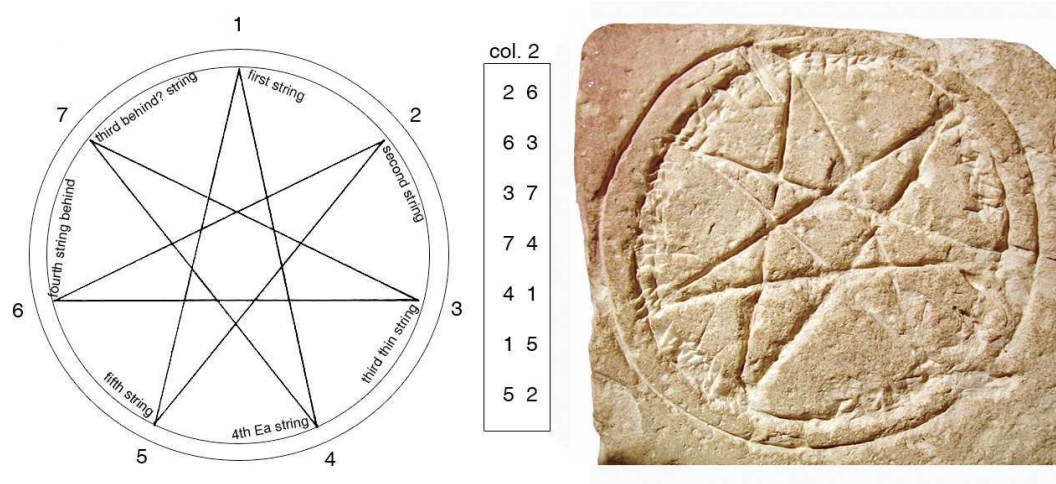 1
first string
2
second string
3
third thin string
4
4th Ea string
5
fifth string
6
fourth string behind
7
third behind? string
col. 2
2 6
6 3
3 7
7 4
4 1
1 5
5 2